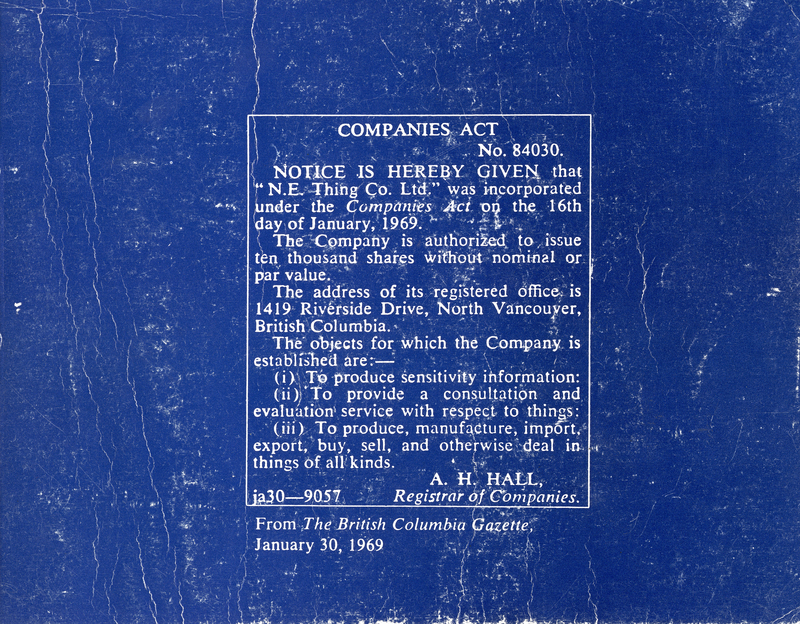 COMPANIES ACT
No. 84030.
NOTICE IS HEREBY GIVEN that
“N.E. Thing Co. Ltd.” was incorporated
under the Companies Act on the 16th
day of January, 1969.
The Company is authorized to issue
ten thousand shares without nominal or
par value.
The address of its registered office is
1419 Riverside Drive, North Vancouver,
British Columbia.
The objects for which the Company is
established are:—
(i) To produce sensitivity information:
(ii) To provide a consultation and
evaluation service with respect to things:
(iii) To produce, manufacture, import,
export, buy, sell, and otherwise deal in
things of all kinds.
A. H. HALL,
ja30—9057 Registrar of Companies.
From The British Columbia Gazette,
January 30, 1969